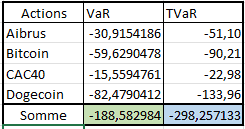 Actions VaR TVaR
Aibrus -30,9154186 -51,10
Bitcoin -59,6290478 -90,21
CAC40 -15,5594761 -22,98
Dogecoin -82,4790412 -133,96
Somme -188,582984 -298,257133